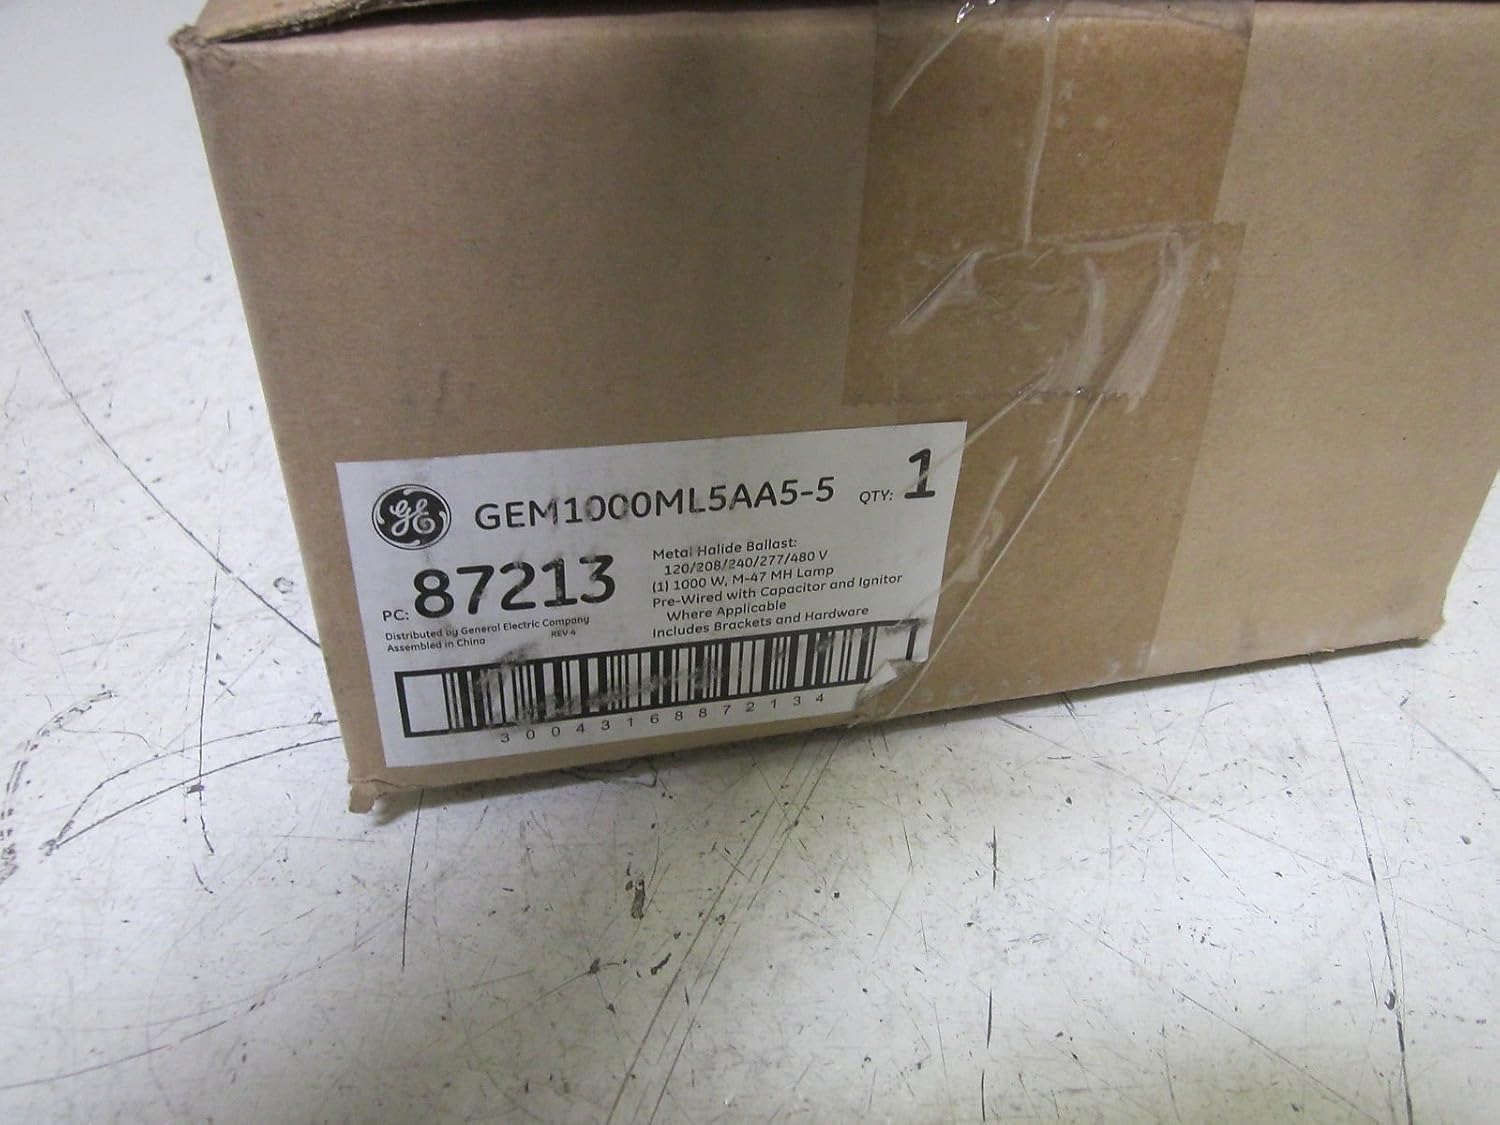 GE GEM1000ML5AA5-5 QTY: 1
PC: 87213
Metal Halide Ballast:
120/208/240/277/480 V
(1) 1000 W, M-47 MH Lamp
Pre-Wired with Capacitor and Ignitor
Where Applicable
Includes Brackets and Hardware
Distributed by General Electric Company
Assembled in China REV 4
30043168872134